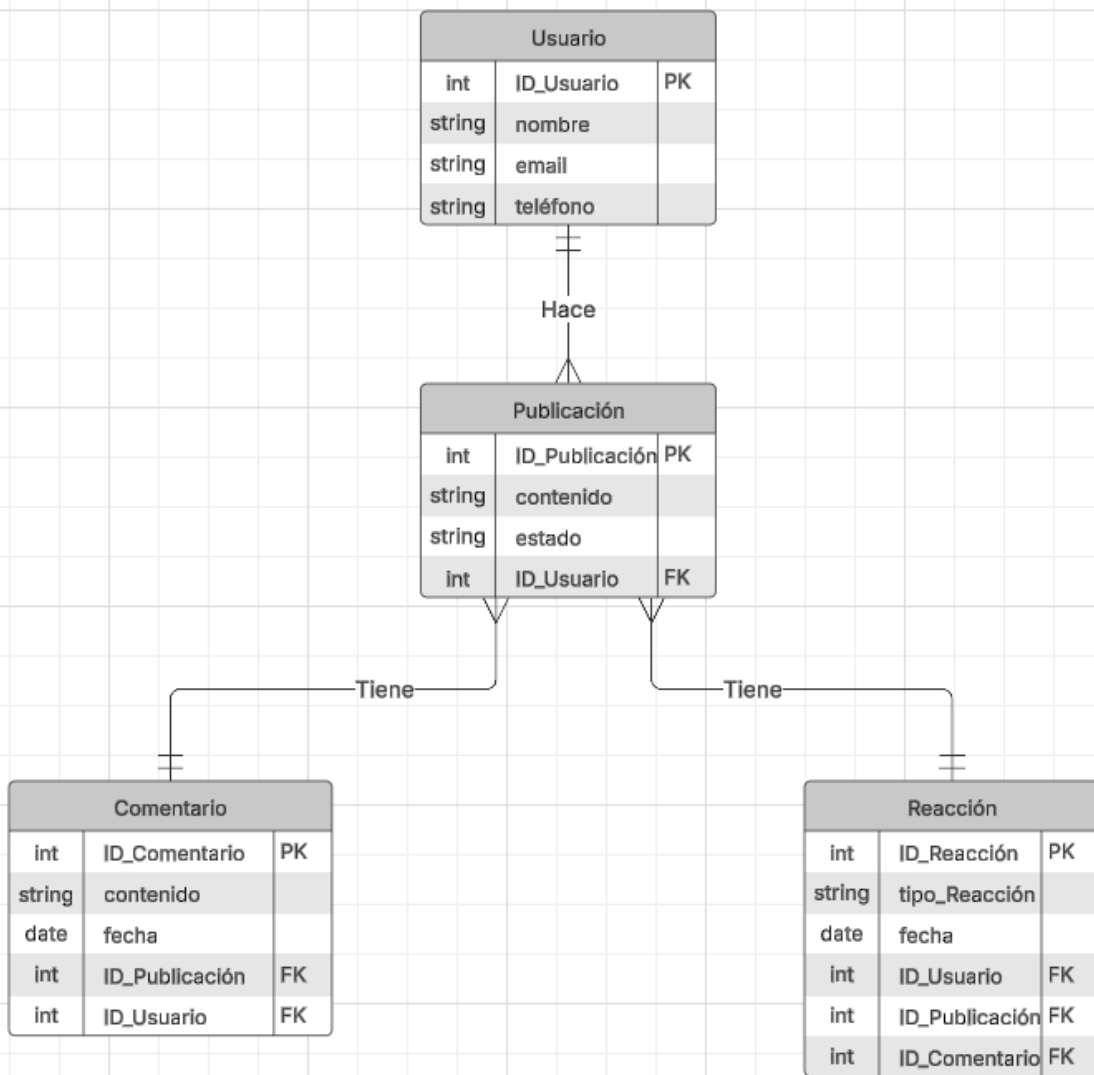 Usuario
int ID_Usuario PK
string nombre
string email
string teléfono
Hace
Publicación
int ID_Publicación PK
string contenido
string estado
int ID_Usuario FK
Tiene
Tiene
Comentario
int ID_Comentario PK
string contenido
date fecha
int ID_Publicación FK
int ID_Usuario FK
Reacción
int ID_Reacción PK
string tipo_Reacción
date fecha
int ID_Usuario FK
int ID_Publicación FK
int ID_Comentario FK